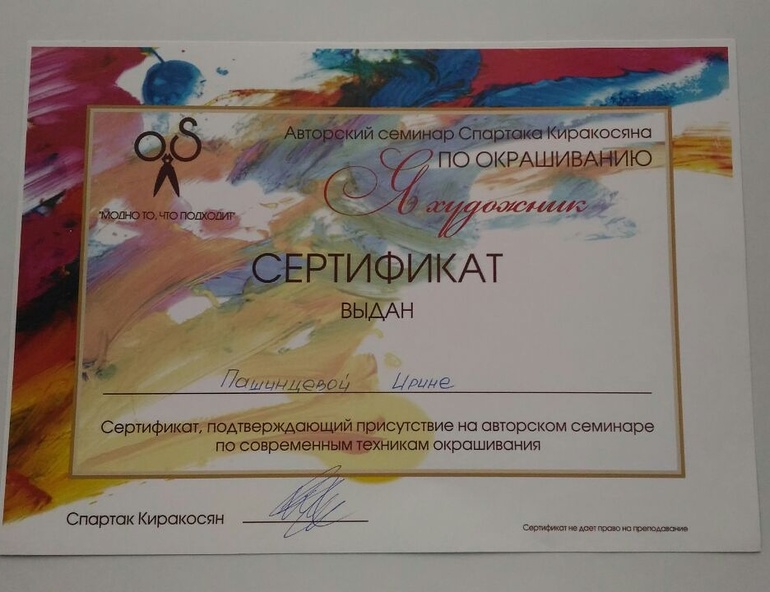 Авторский семинар Спартака Киракосяна
ПО ОКРАШИВАНИЮ
Я художник
"МОДНО ТО, ЧТО ПОДХОДИТ"
СЕРТИФИКАТ
ВЫДАН
Пашинцевой Ирине
Сертификат, подтверждающий присутствие на авторском семинаре
по современным техникам окрашивания
Спартак Киракосян
Сертификат не дает право на преподавание